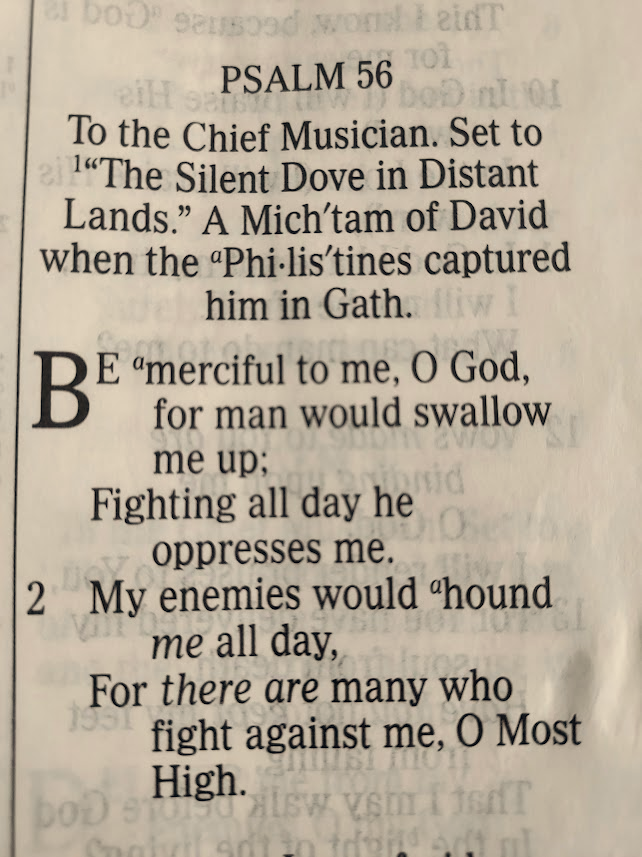 PSALM 56
To the Chief Musician. Set to
¹“The Silent Dove in Distant
Lands.” A Mich′tam of David
when the ᵃPhi·lis′tines captured
him in Gath.
BE ᵃmerciful to me, O God,
for man would swallow
me up;
Fighting all day he
oppresses me.
2 My enemies would ᵃhound
me all day,
For there are many who
fight against me, O Most
High.